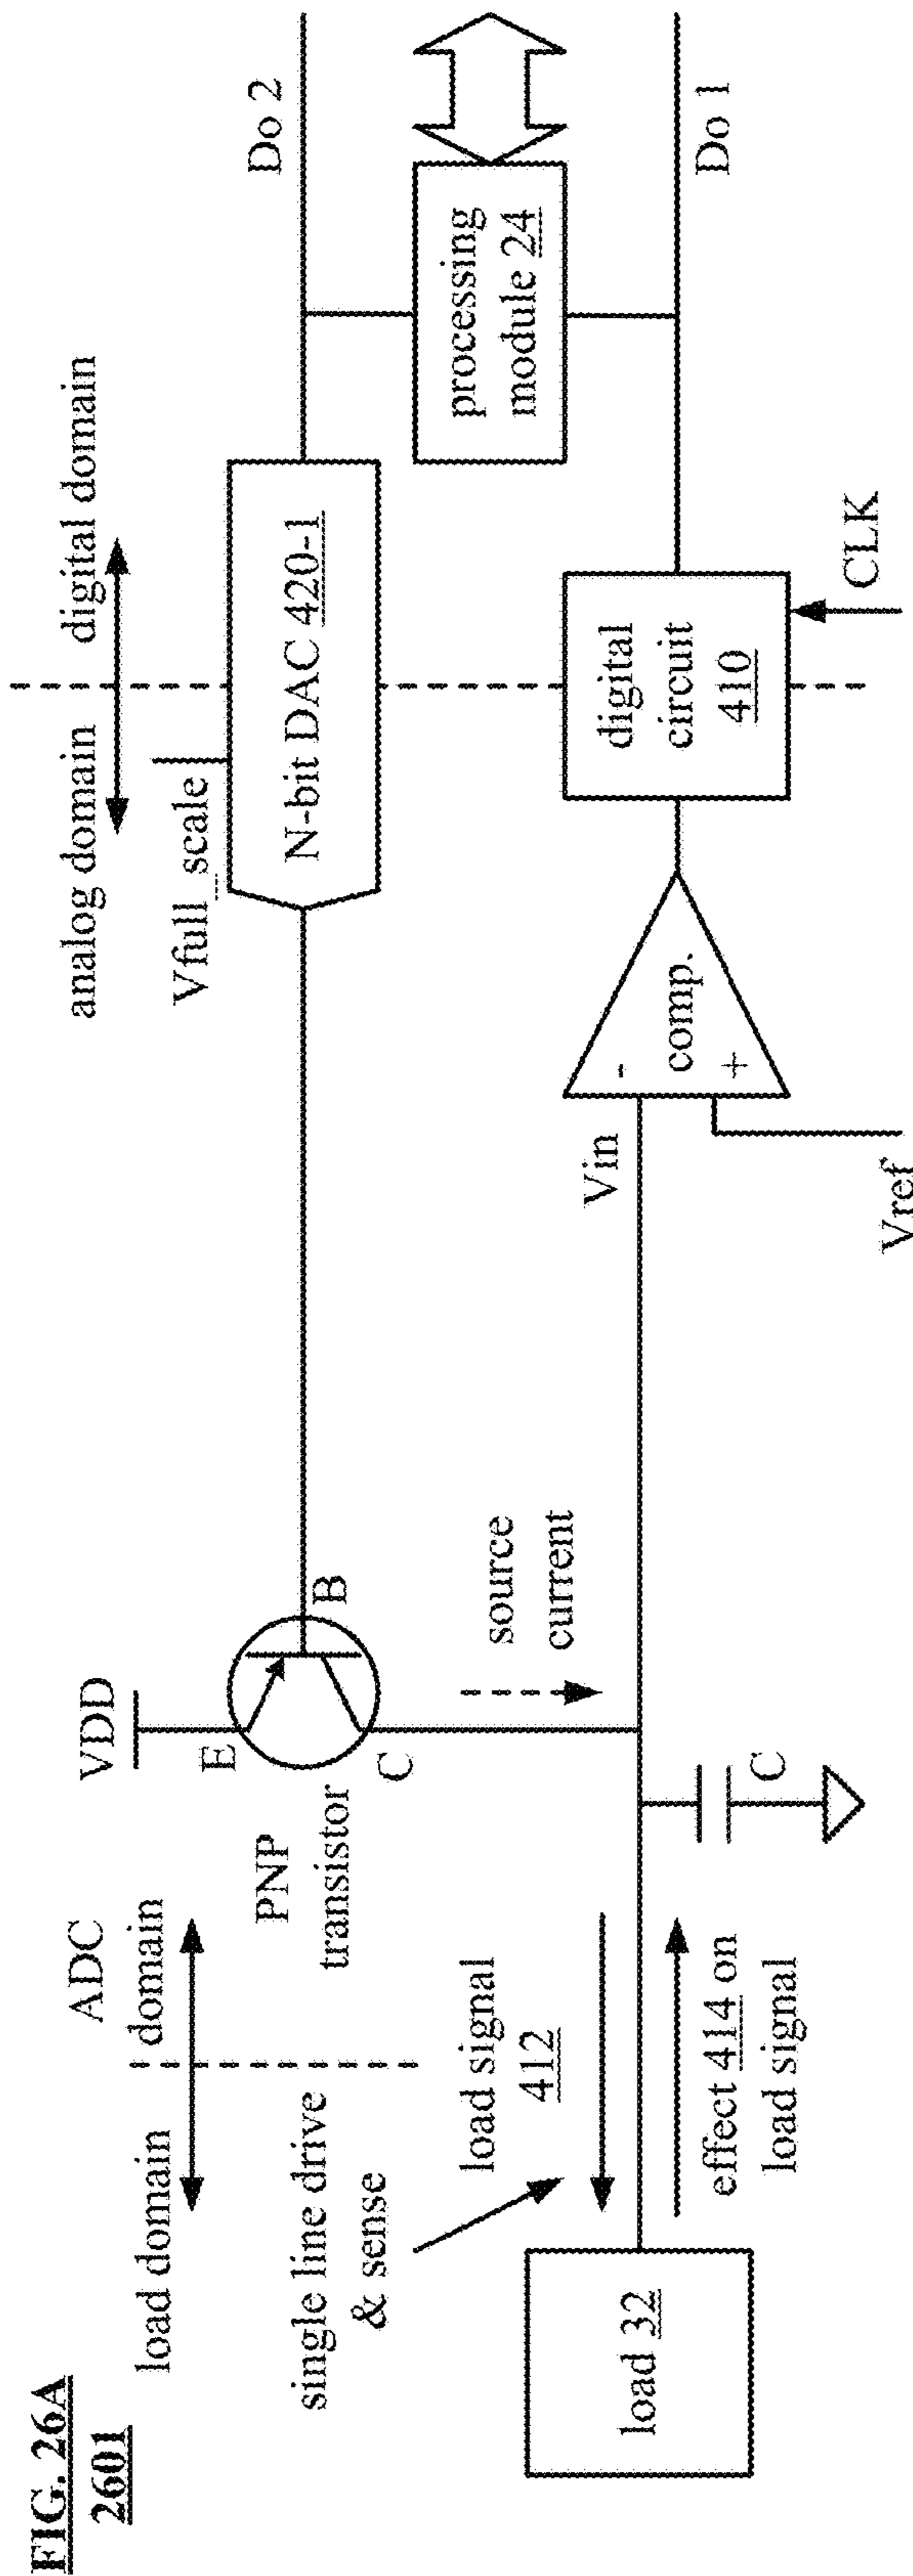 FIG. 26A
2601
load domain
ADC
domain
analog domain
digital domain
single line drive
& sense
PNP
transistor
VDD
E
B
C
source
current
Vfull_scale
N-bit DAC 420-1
Do 2
processing
module 24
load signal
412
load 32
effect 414 on
load signal
C
Vin
-
comp.
+
Vref
digital
circuit
410
CLK
Do 1